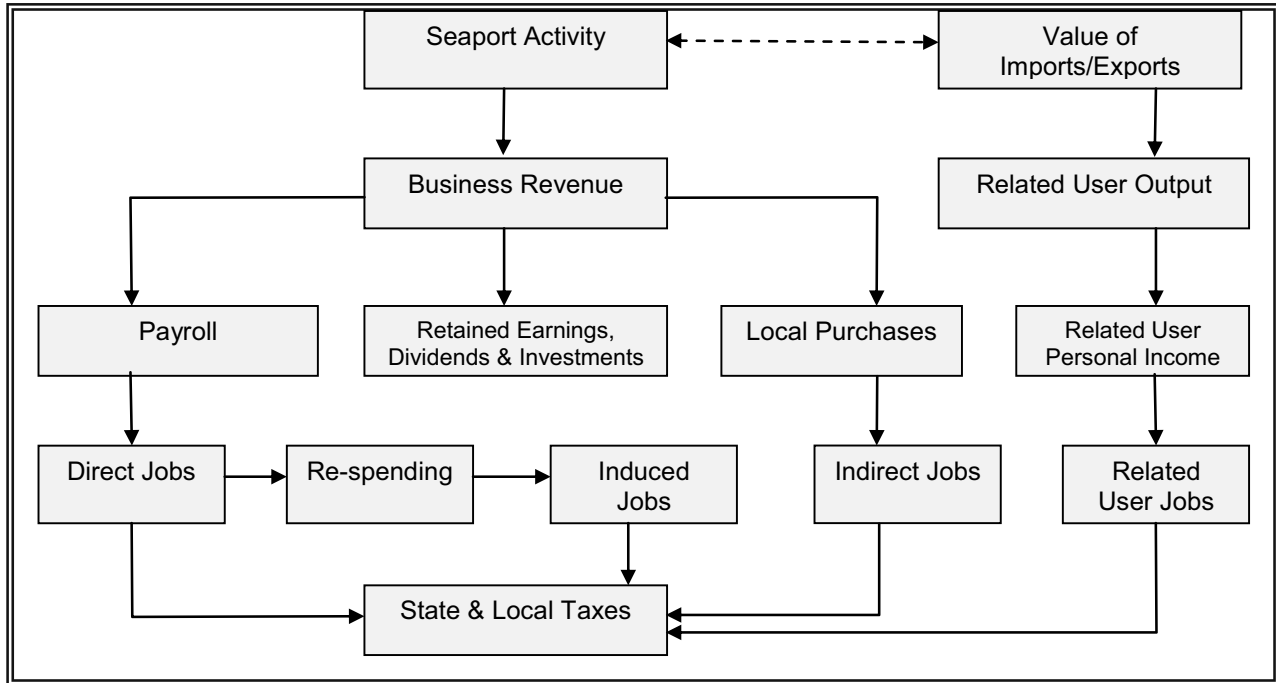 Seaport Activity
Value of
Imports/Exports
Business Revenue
Related User Output
Payroll
Retained Earnings,
Dividends & Investments
Local Purchases
Related User
Personal Income
Direct Jobs
Re-spending
Induced
Jobs
Indirect Jobs
Related
User Jobs
State & Local Taxes